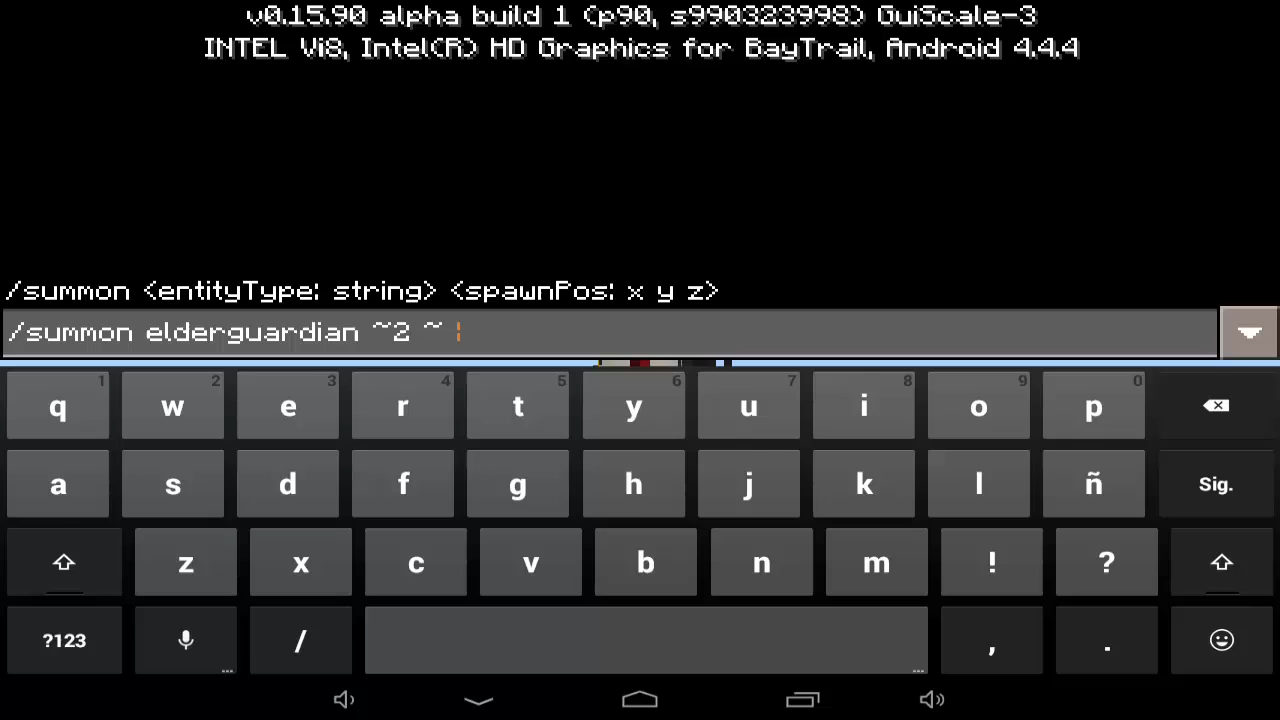 v0.15.90 alpha build 1 (p90, s990323998) GuiScale-3
INTEL Vi8, Intel(R) HD Graphics for BayTrail, Android 4.4.4
/summon <entityType: string> <spawnPos: x y z>
/summon elderguardian ~2 ~
q 1 w 2 e 3 r 4 t 5 y 6 u 7 i 8 o 9 p 0
a s d f g h j k l ñ Sig.
z x c v b n m ! ?
?123 ... / ... , .